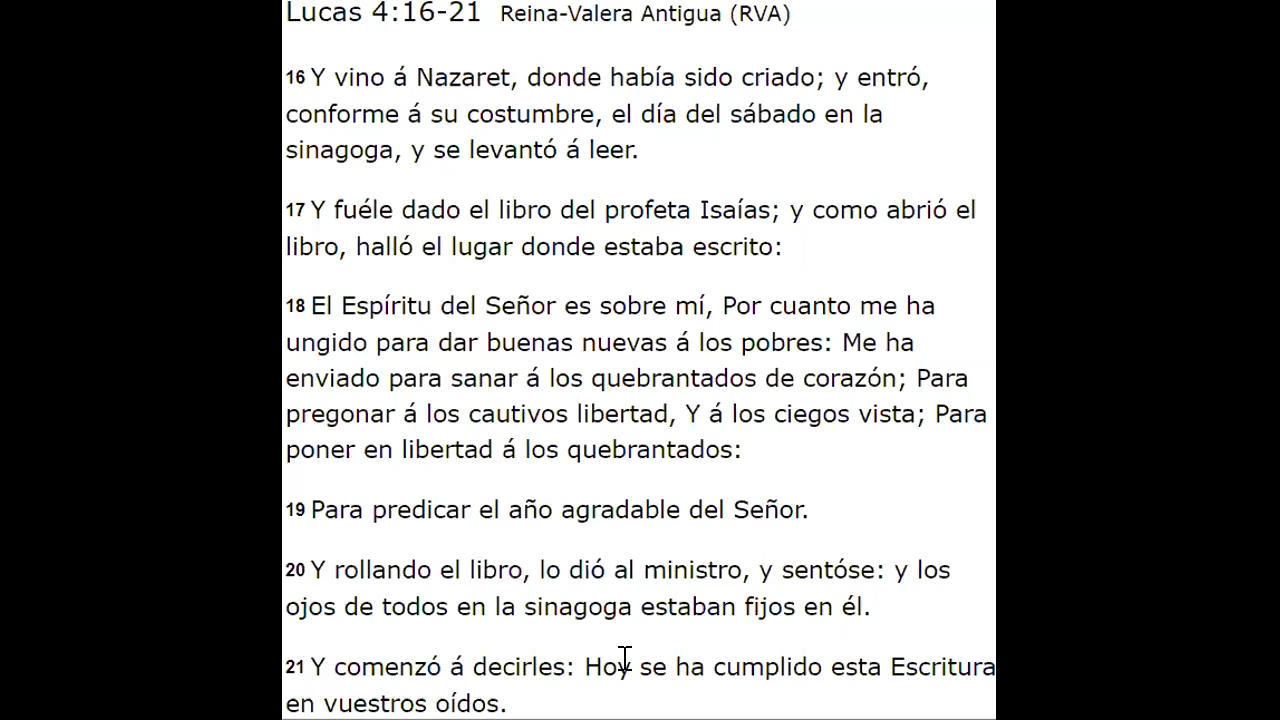 Lucas 4:16-21 Reina-Valera Antigua (RVA)
16 Y vino á Nazaret, donde había sido criado; y entró,
conforme á su costumbre, el día del sábado en la
sinagoga, y se levantó á leer.
17 Y fuéle dado el libro del profeta Isaías; y como abrió el
libro, halló el lugar donde estaba escrito:
18 El Espíritu del Señor es sobre mí, Por cuanto me ha
ungido para dar buenas nuevas á los pobres: Me ha
enviado para sanar á los quebrantados de corazón; Para
pregonar á los cautivos libertad, Y á los ciegos vista; Para
poner en libertad á los quebrantados:
19 Para predicar el año agradable del Señor.
20 Y rollando el libro, lo dió al ministro, y sentóse: y los
ojos de todos en la sinagoga estaban fijos en él.
21 Y comenzó á decirles: Hoy se ha cumplido esta Escritura
en vuestros oídos.